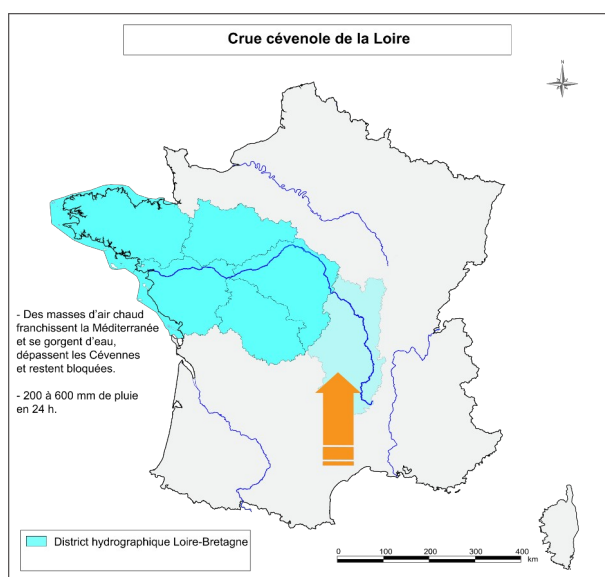 Crue cévenole de la Loire
N
- Des masses d'air chaud
franchissent la Méditerranée
et se gorgent d'eau,
dépassent les Cévennes
et restent bloquées.
- 200 à 600 mm de pluie
en 24 h.
District hydrographique Loire-Bretagne
0 100 200 300 400
km